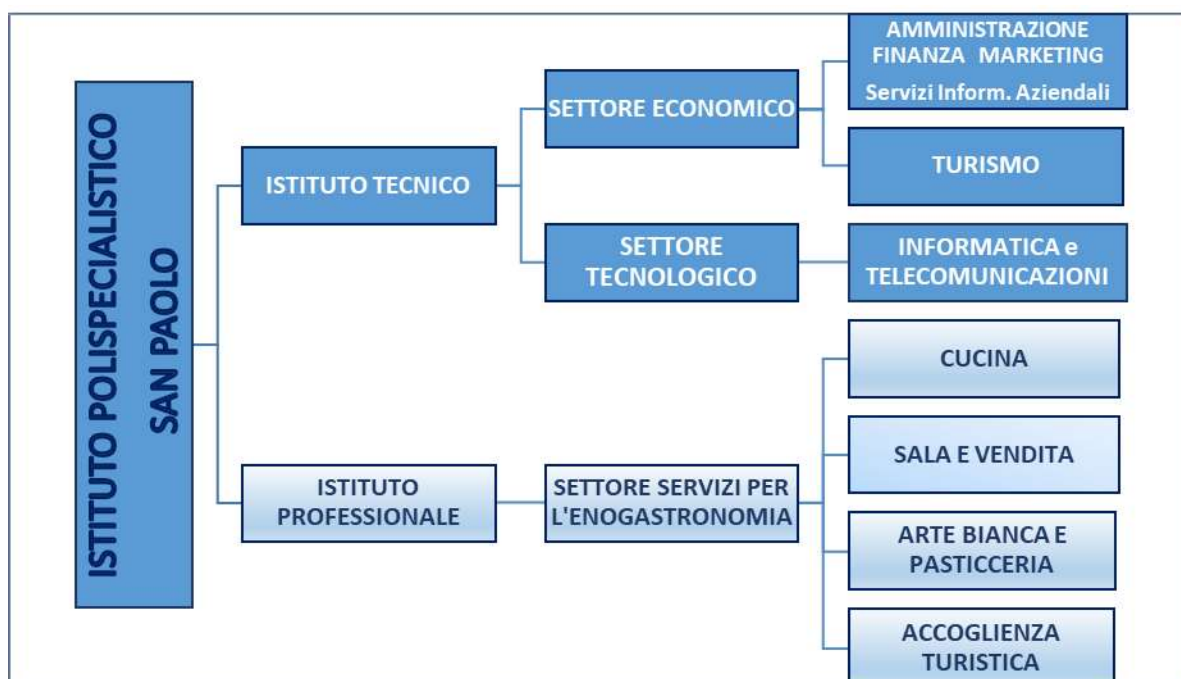 ISTITUTO POLISPECIALISTICO
SAN PAOLO
ISTITUTO TECNICO
SETTORE ECONOMICO
AMMINISTRAZIONE
FINANZA MARKETING
Servizi Inform. Aziendali
TURISMO
SETTORE
TECNOLOGICO
INFORMATICA e
TELECOMUNICAZIONI
ISTITUTO
PROFESSIONALE
SETTORE SERVIZI PER
L'ENOGASTRONOMIA
CUCINA
SALA E VENDITA
ARTE BIANCA E
PASTICCERIA
ACCOGLIENZA
TURISTICA